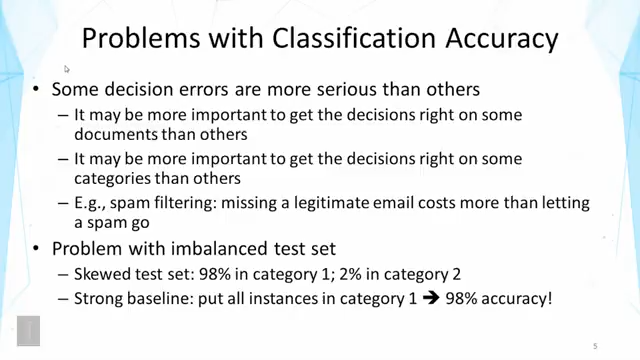 Problems with Classification Accuracy
• Some decision errors are more serious than others
– It may be more important to get the decisions right on some
documents than others
– It may be more important to get the decisions right on some
categories than others
– E.g., spam filtering: missing a legitimate email costs more than letting
a spam go
• Problem with imbalanced test set
– Skewed test set: 98% in category 1; 2% in category 2
– Strong baseline: put all instances in category 1 ➔ 98% accuracy!
5